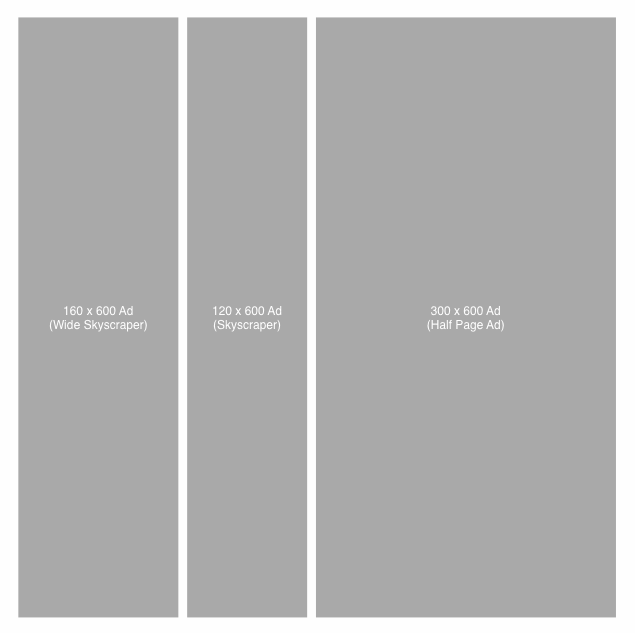 160 x 600 Ad
(Wide Skyscraper)
120 x 600 Ad
(Skyscraper)
300 x 600 Ad
(Half Page Ad)